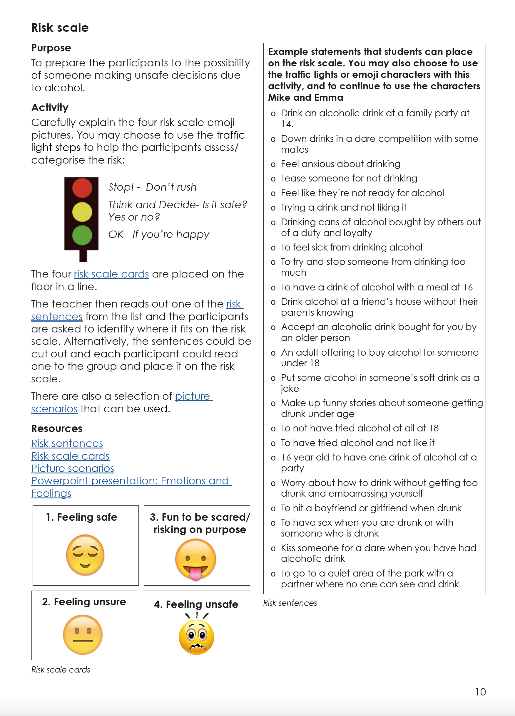 Risk scale
Purpose
To prepare the participants to the possibility
of someone making unsafe decisions due
to alcohol.
Activity
Carefully explain the four risk scale emoji
pictures. You may choose to use the traffic
light steps to help the participants assess/
categorise the risk:
Stop! - Don't rush
Think and Decide- Is it safe?
Yes or no?
OK - If you're happy
The four risk scale cards are placed on the
floor in a line.
The teacher then reads out one of the risk
sentences from the list and the participants
are asked to identify where it fits on the risk
scale. Alternatively, the sentences could be
cut out and each participant could read
one to the group and place it on the risk
scale.
There are also a selection of picture
scenarios that can be used.
Resources
Risk sentences
Risk scale cards
Picture scenarios
Powerpoint presentation: Emotions and
Feelings
1. Feeling safe
3. Fun to be scared/
risking on purpose
2. Feeling unsure
4. Feeling unsafe
Risk scale cards
Example statements that students can place
on the risk scale. You may also choose to use
the traffic lights or emoji characters with this
activity, and to continue to use the characters
Mike and Emma
o Drink an alcoholic drink at a family party at
14.
o Down drinks in a dare competition with some
mates
o Feel anxious about drinking
o Tease someone for not drinking
o Feel like they're not ready for alcohol
o Trying a drink and not liking it
o Drinking cans of alcohol bought by others out
of a duty and loyalty
o To feel sick from drinking alcohol
o To try and stop someone from drinking too
much
o To have a drink of alcohol with a meal at 16
o Drink alcohol at a friend's house without their
parents knowing
o Accept an alcoholic drink bought for you by
an older person
o An adult offering to buy alcohol for someone
under 18
o Put some alcohol in someone's soft drink as a
joke
o Make up funny stories about someone getting
drunk under age
o To not have tried alcohol at all at 18
o To have tried alcohol and not like it
o 16 year old to have one drink of alcohol at a
party
o Worry about how to drink without getting too
drunk and embarrassing yourself
o To hit a boyfriend or girlfriend when drunk
o To have sex when you are drunk or with
someone who is drunk
o Kiss someone for a dare when you have had
alcoholic drink
o To go to a quiet area of the park with a
partner where no one can see and drink
Risk sentences
10